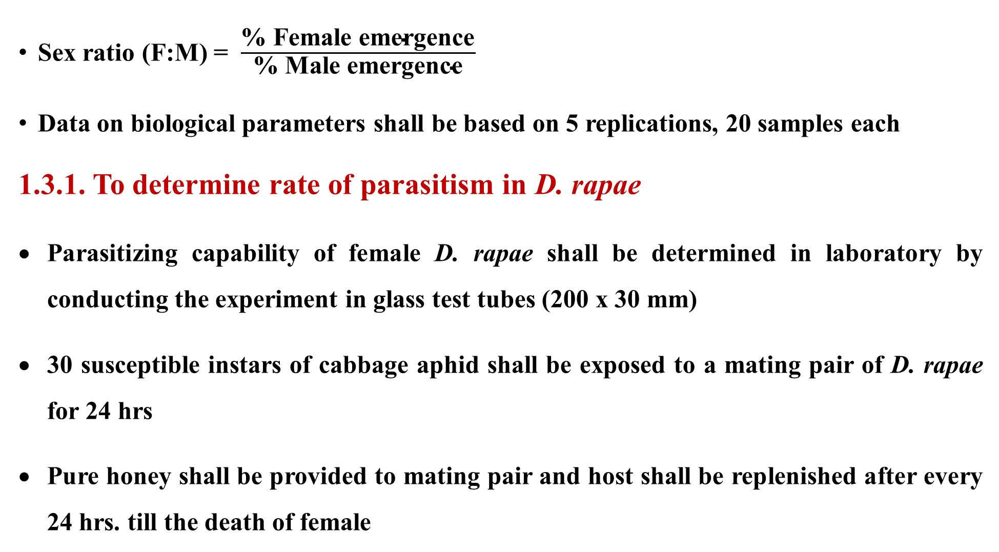 • Sex ratio (F:M) = % Female emergence
% Male emergence
• Data on biological parameters shall be based on 5 replications, 20 samples each
1.3.1. To determine rate of parasitism in D. rapae
• Parasitizing capability of female D. rapae shall be determined in laboratory by
conducting the experiment in glass test tubes (200 x 30 mm)
• 30 susceptible instars of cabbage aphid shall be exposed to a mating pair of D. rapae
for 24 hrs
• Pure honey shall be provided to mating pair and host shall be replenished after every
24 hrs. till the death of female